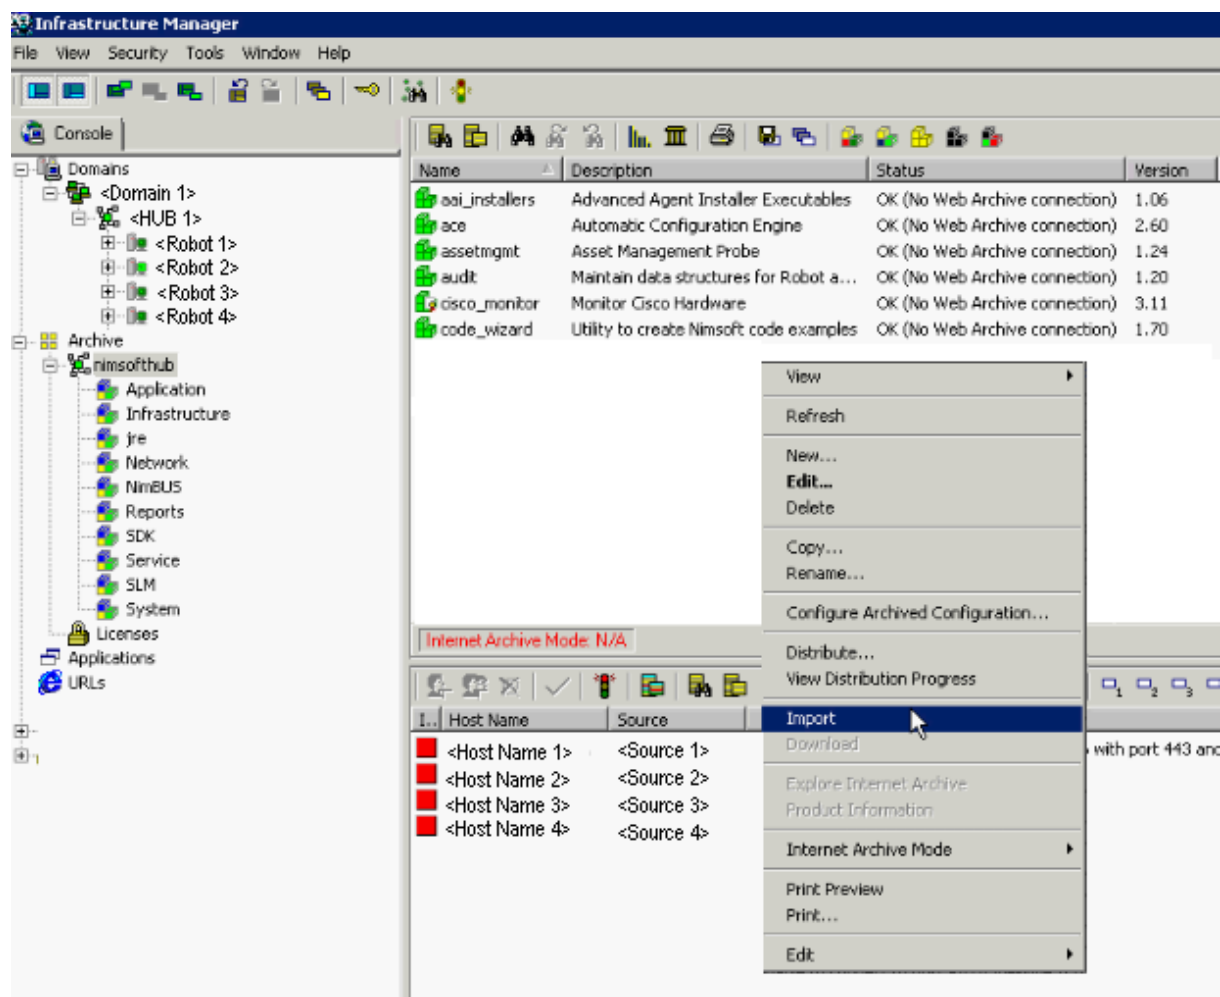 Infrastructure Manager
File View Security Tools Window Help
Console
Domains
<Domain 1>
<HUB 1>
<Robot 1>
<Robot 2>
<Robot 3>
<Robot 4>
Archive
nimsofthub
Application
Infrastructure
jre
Network
NimBUS
Reports
SDK
Service
SLM
System
Licenses
Applications
URLs
Name Description Status Version
aai_installers Advanced Agent Installer Executables OK (No Web Archive connection) 1.06
ace Automatic Configuration Engine OK (No Web Archive connection) 2.60
assetmgmt Asset Management Probe OK (No Web Archive connection) 1.24
audit Maintain data structures for Robot a... OK (No Web Archive connection) 1.20
cisco_monitor Monitor Cisco Hardware OK (No Web Archive connection) 3.11
code_wizard Utility to create Nimsoft code examples OK (No Web Archive connection) 1.70
View
Refresh
New...
Edit...
Delete
Copy...
Rename...
Configure Archived Configuration...
Distribute...
View Distribution Progress
Import
Download
Explore Internet Archive
Product Information
Internet Archive Mode
Print Preview
Print...
Edit
Internet Archive Mode: N/A
1 2 3
I... Host Name Source
<Host Name 1> <Source 1> with port 443 and
<Host Name 2> <Source 2>
<Host Name 3> <Source 3>
<Host Name 4> <Source 4>